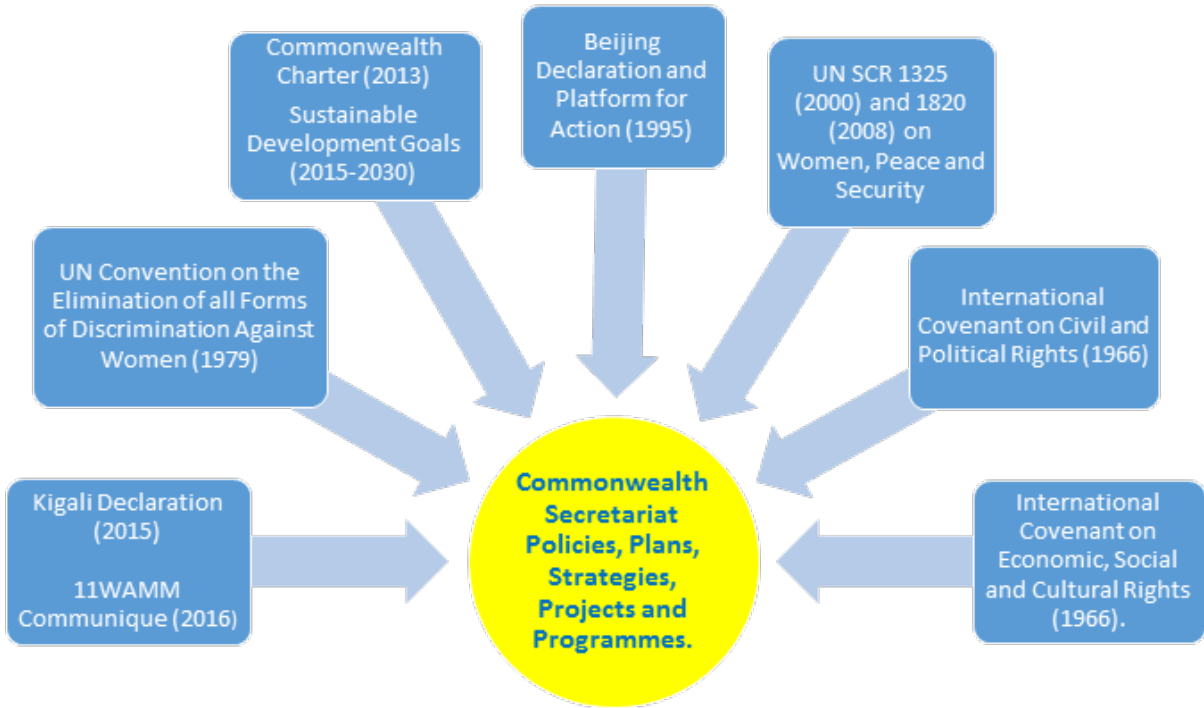 Commonwealth
Charter (2013)
Sustainable
Development Goals
(2015-2030)
Beijing
Declaration and
Platform for
Action (1995)
UN SCR 1325
(2000) and 1820
(2008) on
Women, Peace and
Security
UN Convention on the
Elimination of all Forms
of Discrimination Against
Women (1979)
International
Covenant on Civil and
Political Rights (1966)
Kigali Declaration
(2015)
11WAMM
Communique (2016)
Commonwealth
Secretariat
Policies, Plans,
Strategies,
Projects and
Programmes.
International
Covenant on
Economic, Social
and Cultural Rights
(1966).